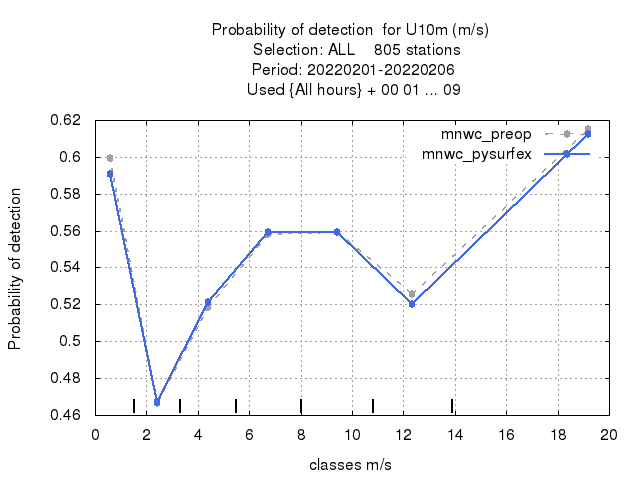 Probability of detection  for U10m (m/s)
Selection: ALL    805 stations
Period: 20220201-20220206
Used {All hours} + 00 01 ... 09
mnwc_preop
mnwc_pysurfex
Probability of detection
0.62
0.6
0.58
0.56
0.54
0.52
0.5
0.48
0.46
0 2 4 6 8 10 12 14 16 18 20
classes m/s